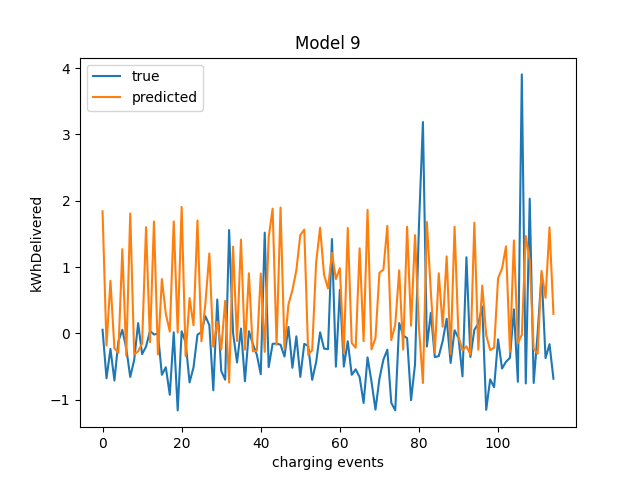 Model 9
true
predicted
kWhDelivered
4
3
2
1
0
−1
0 20 40 60 80 100
charging events